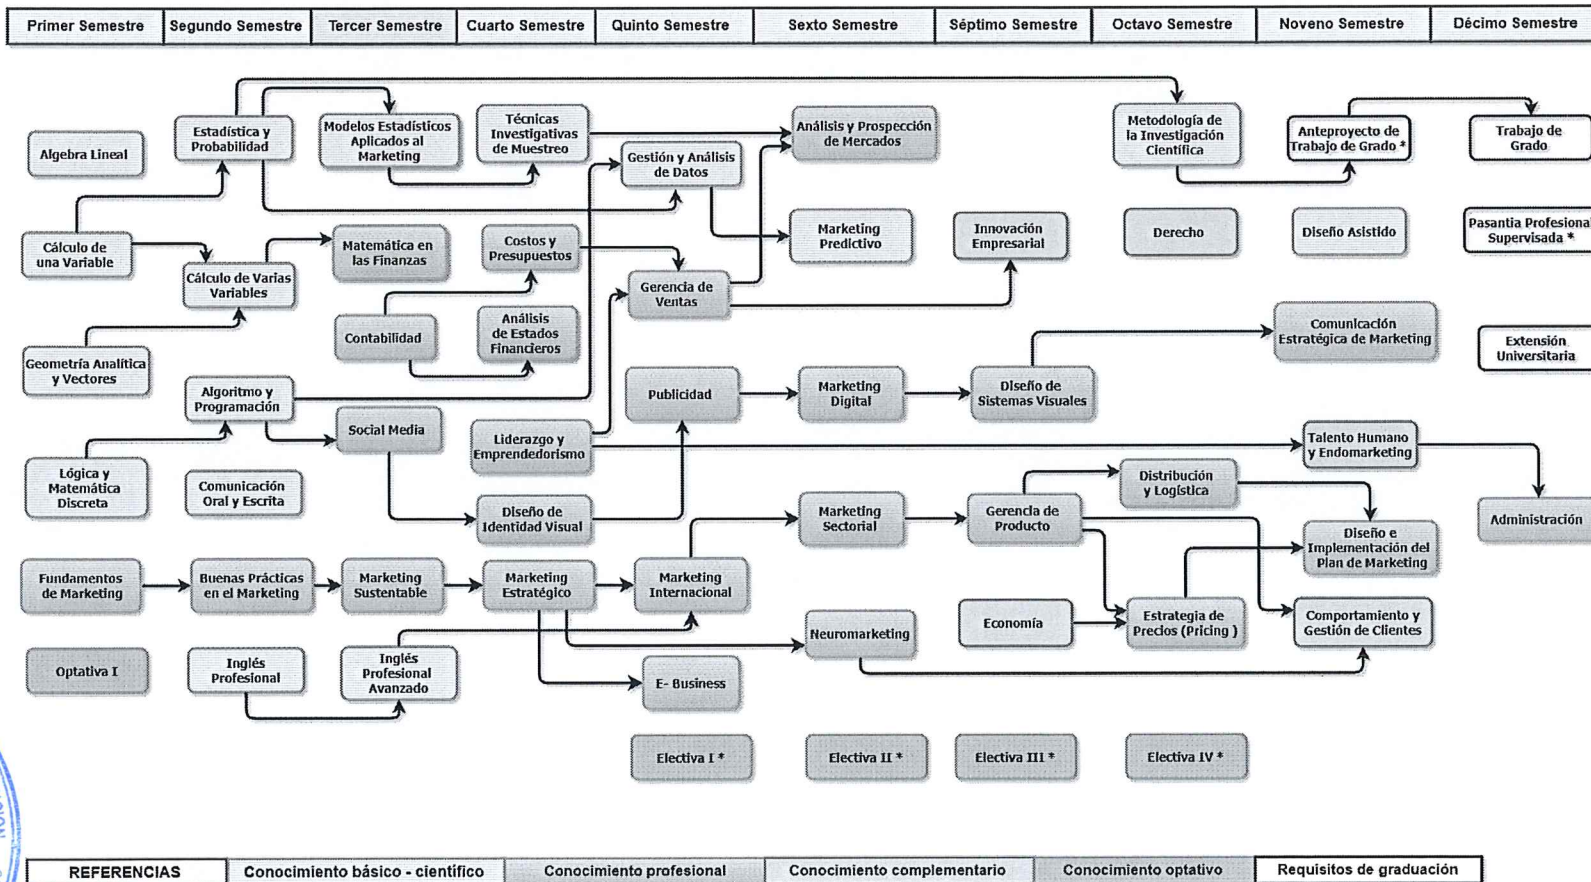 Primer Semestre
Segundo Semestre
Tercer Semestre
Cuarto Semestre
Quinto Semestre
Sexto Semestre
Séptimo Semestre
Octavo Semestre
Noveno Semestre
Décimo Semestre
Algebra Lineal
Cálculo de
una Variable
Geometría Analítica
y Vectores
Lógica y
Matemática
Discreta
Fundamentos
de Marketing
Optativa I
Estadística y
Probabilidad
Cálculo de Varias
Variables
Algoritmo y
Programación
Comunicación
Oral y Escrita
Buenas Prácticas
en el Marketing
Inglés
Profesional
Modelos Estadísticos
Aplicados al
Marketing
Matemática en
las Finanzas
Contabilidad
Social Media
Marketing
Sustentable
Inglés
Profesional
Avanzado
Técnicas
Investigativas
de Muestreo
Costos y
Presupuestos
Análisis
de Estados
Financieros
Liderazgo y
Emprendedorismo
Diseño de
Identidad Visual
Marketing
Estratégico
Gestión y Análisis
de Datos
Gerencia de
Ventas
Publicidad
Marketing
Internacional
E- Business
Electiva I *
Análisis y Prospección
de Mercados
Marketing
Predictivo
Marketing
Digital
Marketing
Sectorial
Neuromarketing
Electiva II *
Innovación
Empresarial
Diseño de
Sistemas Visuales
Gerencia de
Producto
Economía
Electiva III *
Metodología de
la Investigación
Científica
Derecho
Distribución
y Logística
Estrategia de
Precios (Pricing )
Electiva IV *
Anteproyecto de
Trabajo de Grado *
Diseño Asistido
Comunicación
Estratégica de Marketing
Talento Humano
y Endomarketing
Diseño e
Implementación del
Plan de Marketing
Comportamiento y
Gestión de Clientes
Trabajo de
Grado
Pasantia Profesional
Supervisada *
Extensión
Universitaria
Administración
REFERENCIAS
Conocimiento básico - científico
Conocimiento profesional
Conocimiento complementario
Conocimiento optativo
Requisitos de graduación